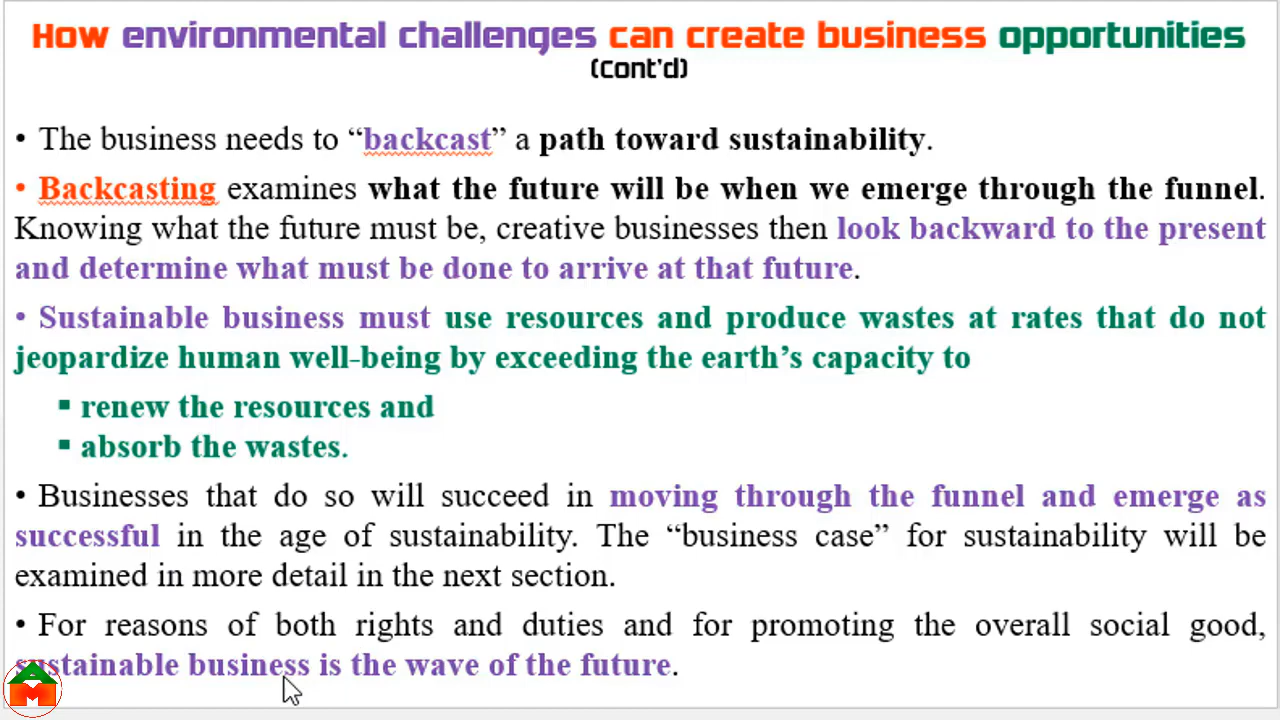 How environmental challenges can create business opportunities
(cont'd)
• The business needs to “backcast” a path toward sustainability.
• Backcasting examines what the future will be when we emerge through the funnel.
Knowing what the future must be, creative businesses then look backward to the present
and determine what must be done to arrive at that future.
• Sustainable business must use resources and produce wastes at rates that do not
jeopardize human well-being by exceeding the earth’s capacity to
▪ renew the resources and
▪ absorb the wastes.
• Businesses that do so will succeed in moving through the funnel and emerge as
successful in the age of sustainability. The “business case” for sustainability will be
examined in more detail in the next section.
• For reasons of both rights and duties and for promoting the overall social good,
sustainable business is the wave of the future.